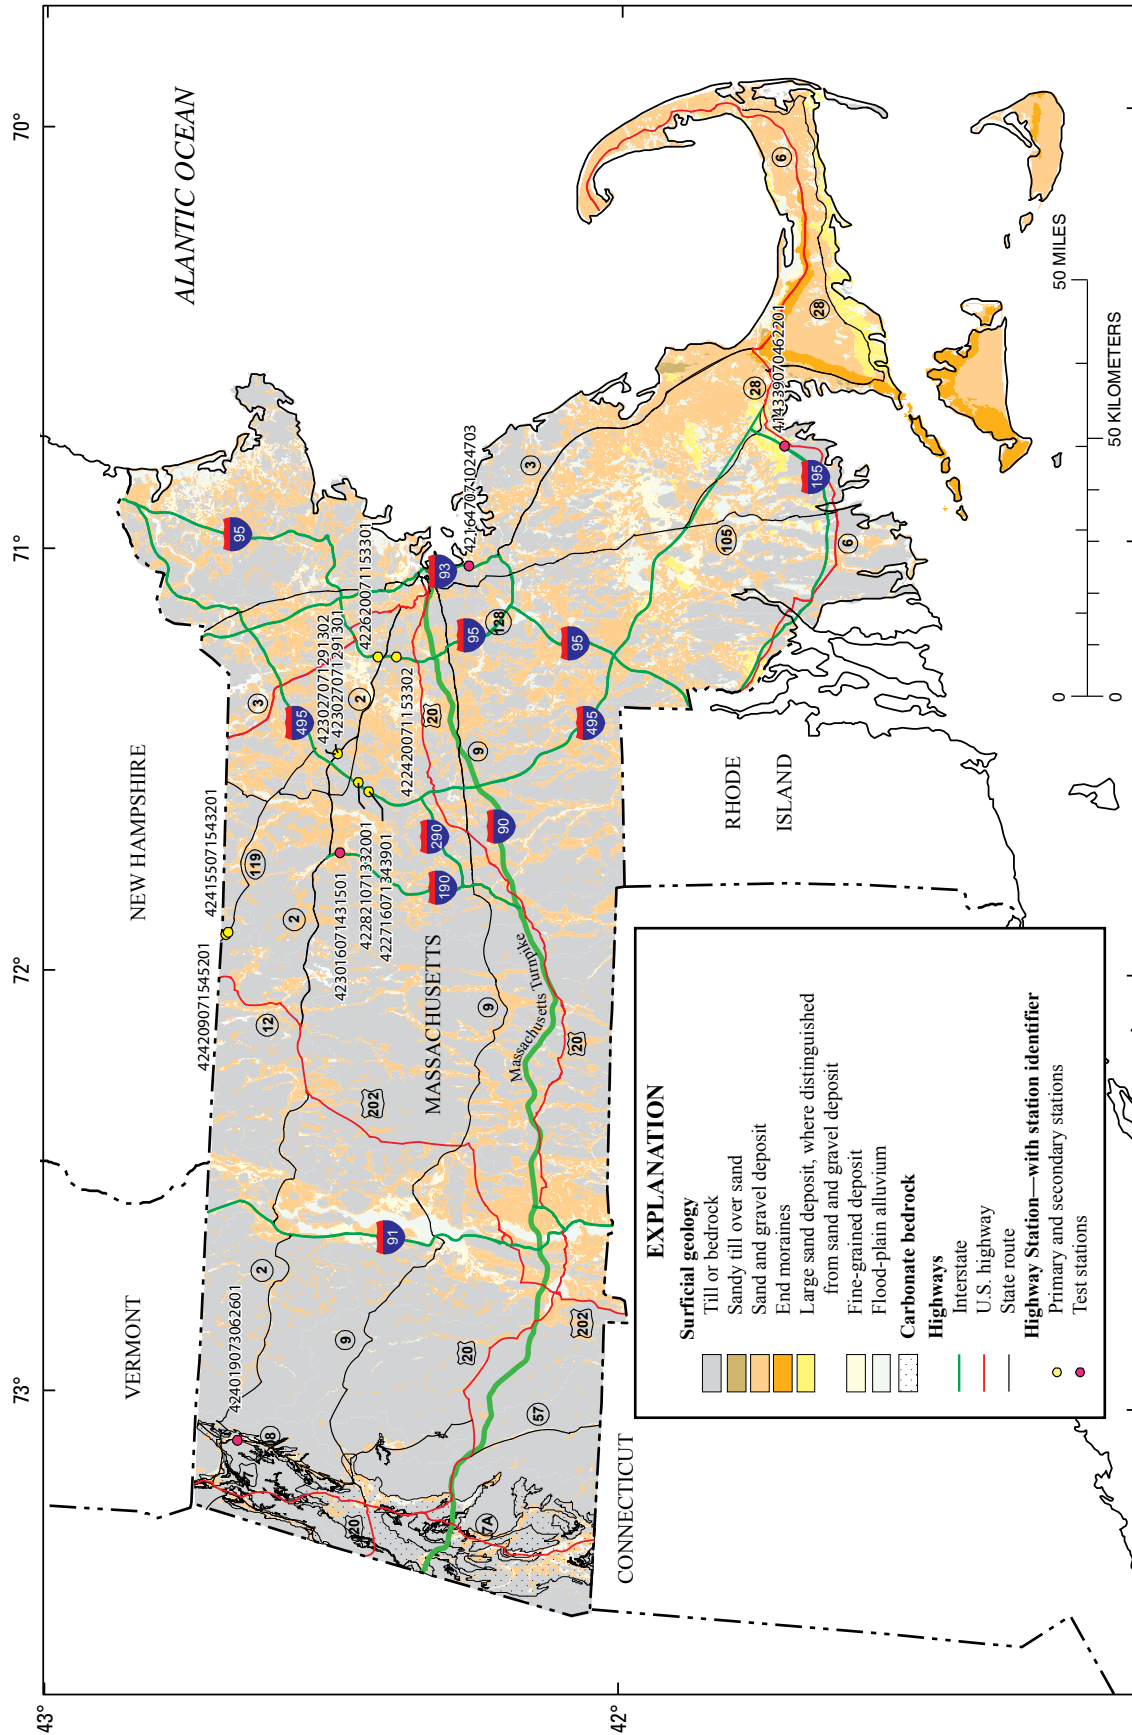 73°
72°
71°
70°
43°
42°
ALANTIC OCEAN
VERMONT
NEW HAMPSHIRE
MASSACHUSETTS
CONNECTICUT
RHODE
ISLAND
Massachusetts Turnpike
424019073062601
424209071545201
424155071543201
423016071431501
422821071332001
422716071343901
423027071291302
423027071291301
422620071153301
422420071153302
421647071024703
414339070462201
2
8
7
20
7A
9
57
20
202
91
202
12
2
119
9
20
190
290
90
495
3
2
20
9
495
95
93
95
128
95
3
105
195
6
28
28
6
EXPLANATION
Surficial geology
Till or bedrock
Sandy till over sand
Sand and gravel deposit
End moraines
Large sand deposit, where distinguished
from sand and gravel deposit
Fine-grained deposit
Flood-plain alluvium
Carbonate bedrock
Highways
Interstate
U.S. highway
State route
Highway Station—with station identifier
Primary and secondary stations
Test stations
0
50 MILES
0
50 KILOMETERS